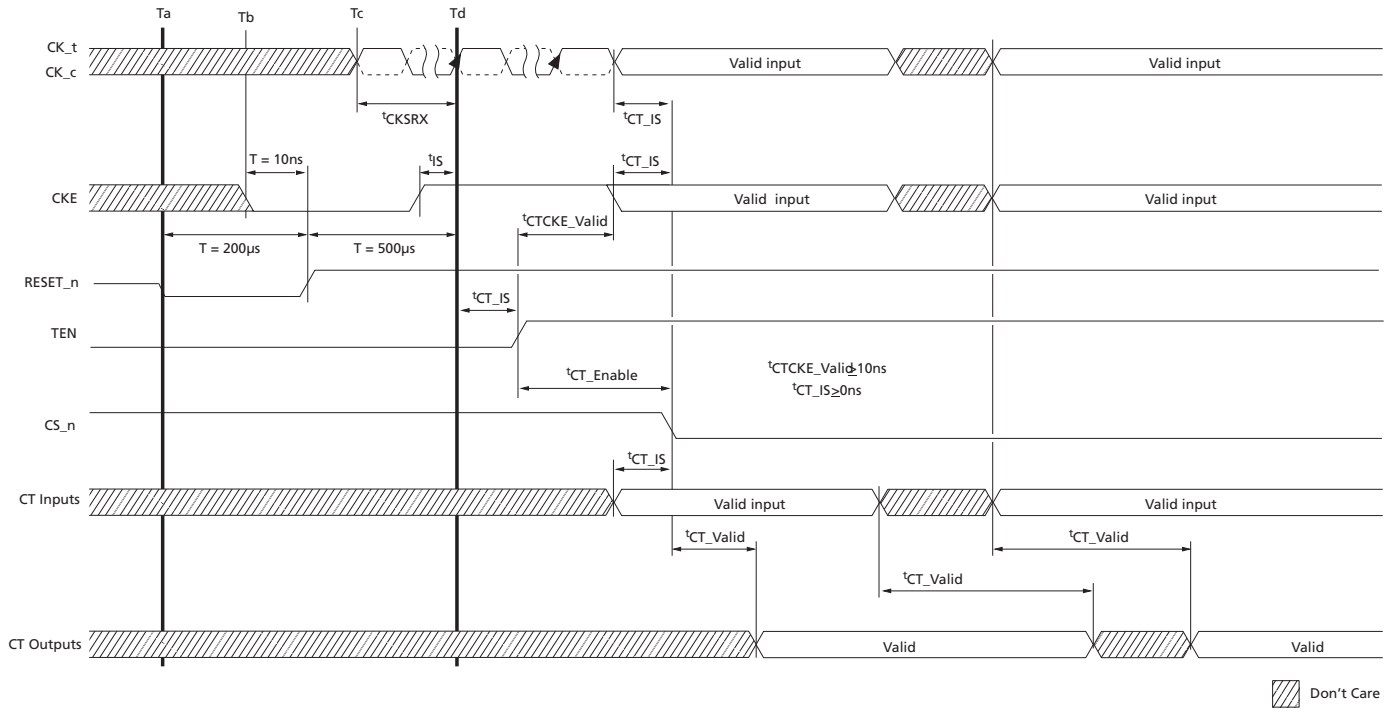 Ta
Tb
Tc
Td
CK_t
CK_c
Valid input
Valid input
tCKSRX
tCT_IS
T = 10ns
tIS
tCT_IS
CKE
Valid input
Valid input
tCTCKE_Valid
T = 200µs
T = 500µs
RESET_n
tCT_IS
TEN
tCT_Enable
tCTCKE_Valid≥10ns
tCT_IS≥0ns
CS_n
tCT_IS
CT Inputs
Valid input
Valid input
tCT_Valid
tCT_Valid
tCT_Valid
CT Outputs
Valid
Valid
Don't Care